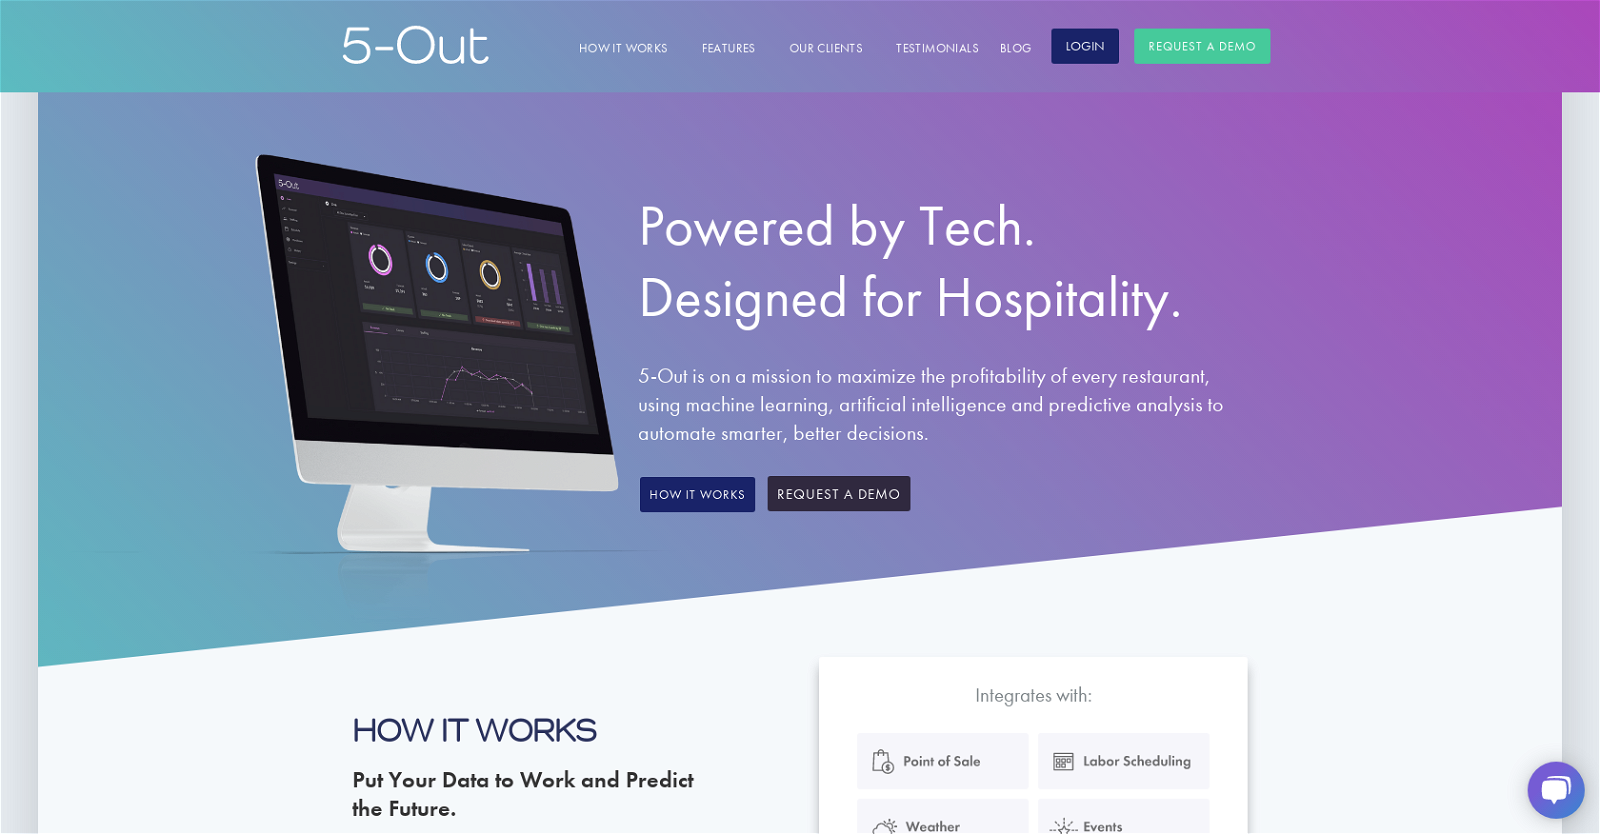 5-Out
HOW IT WORKS
FEATURES
OUR CLIENTS
TESTIMONIALS
BLOG
LOGIN
REQUEST A DEMO
5-Out
Powered by Tech.
Designed for Hospitality.
5-Out is on a mission to maximize the profitability of every restaurant,
using machine learning, artificial intelligence and predictive analysis to
automate smarter, better decisions.
HOW IT WORKS
REQUEST A DEMO
HOW IT WORKS
Put Your Data to Work and Predict
the Future.
Integrates with:
Point of Sale
Labor Scheduling
Weather
Events